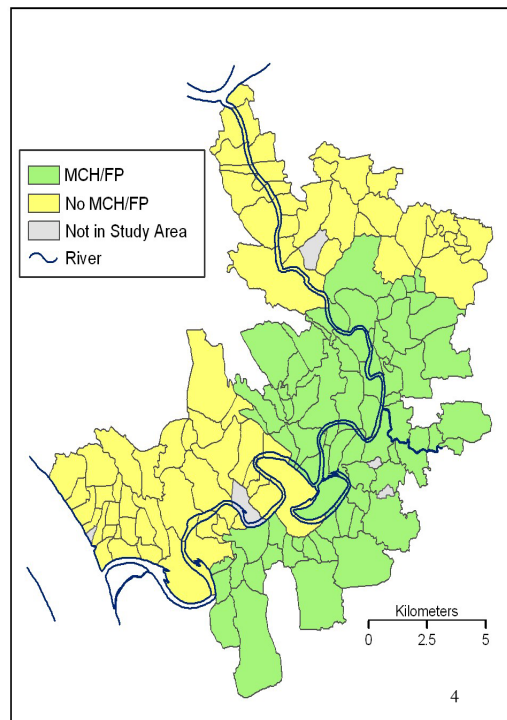 MCH/FP
No MCH/FP
Not in Study Area
River
Kilometers
0 2.5 5
4